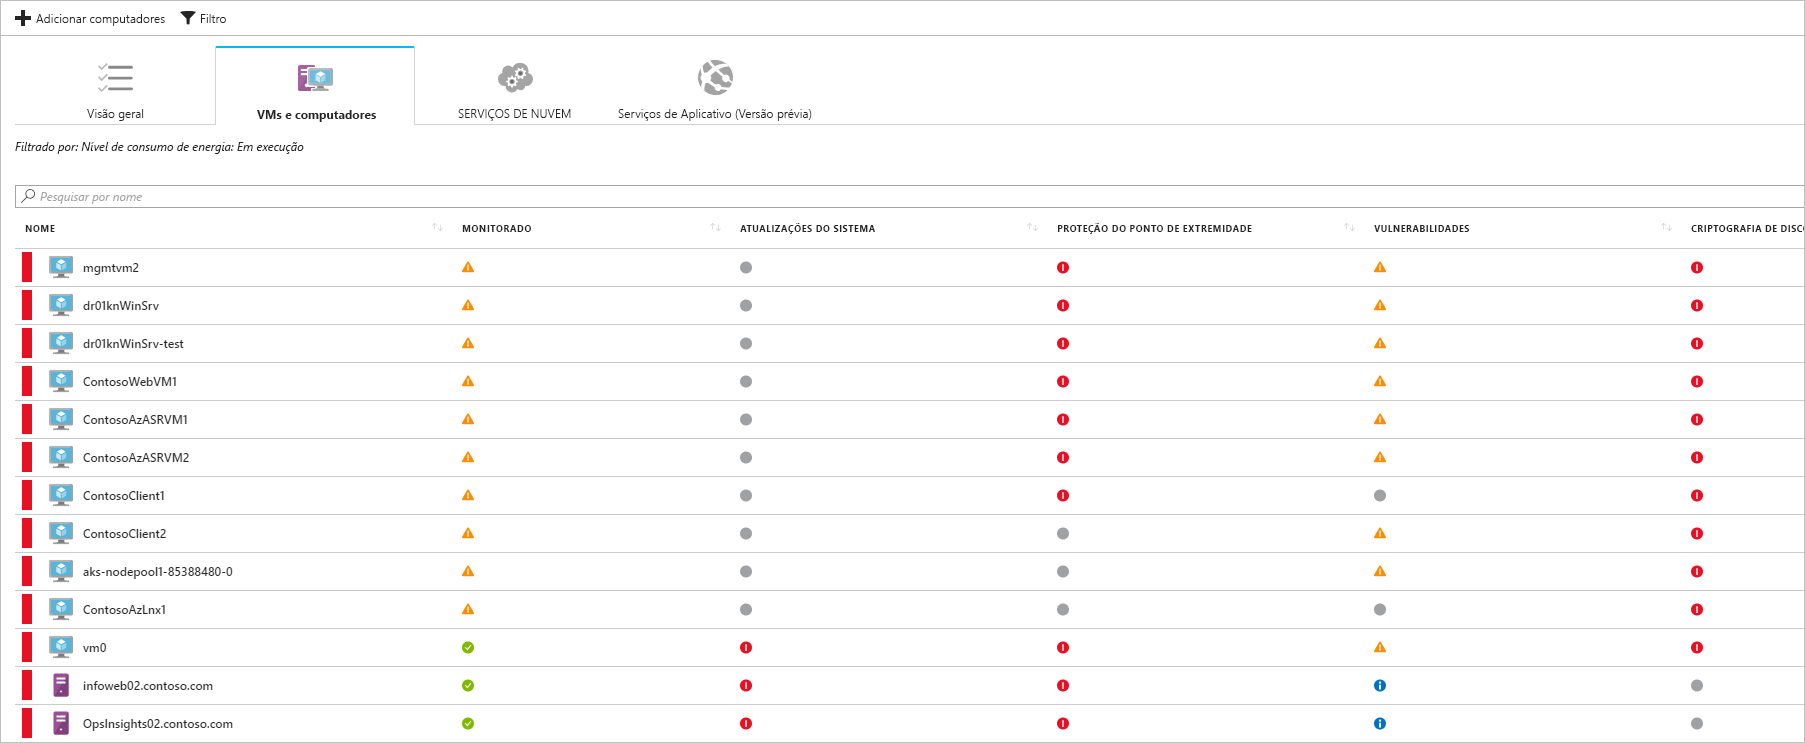 Adicionar computadores Filtro
Visão geral VMs e computadores SERVIÇOS DE NUVEM Serviços de Aplicativo (Versão prévia)
Filtrado por: Nível de consumo de energia: Em execução
Pesquisar por nome
NOME MONITORADO ATUALIZAÇÕES DO SISTEMA PROTEÇÃO DO PONTO DE EXTREMIDADE VULNERABILIDADES CRIPTOGRAFIA DE DISCO
mgmtvm2
dr01knWinSrv
dr01knWinSrv-test
ContosoWebVM1
ContosoAzASRVM1
ContosoAzASRVM2
ContosoClient1
ContosoClient2
aks-nodepool1-85388480-0
ContosoAzLnx1
vm0
infoweb02.contoso.com
OpsInsights02.contoso.com